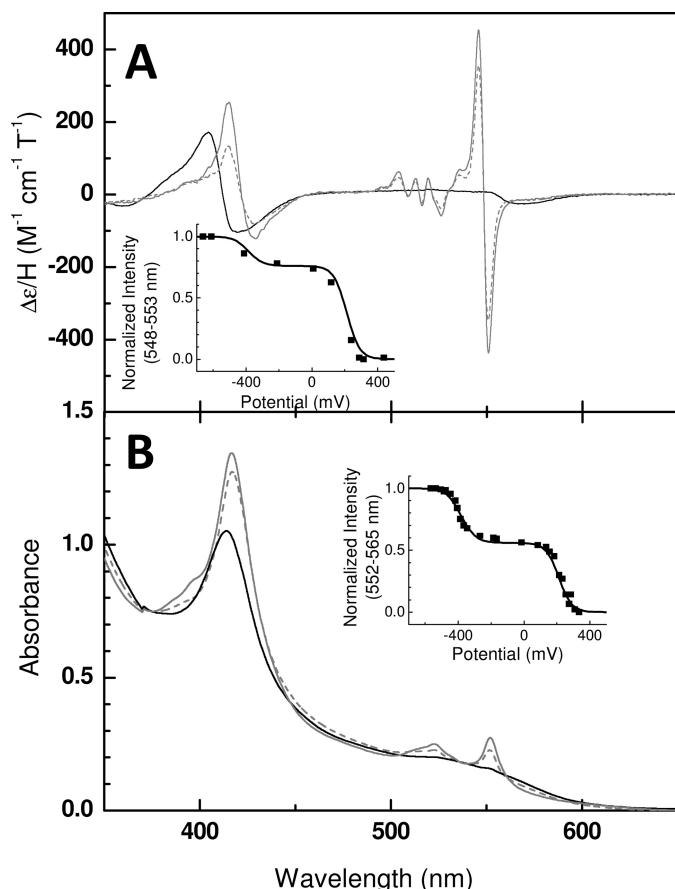 A
400
200
0
-200
-400
Δε/H (M-1 cm-1 T-1)
1.0
0.5
0.0
Normalized Intensity
(548-553 nm)
-400 0 400
Potential (mV)
1.5
B
1.0
0.5
0.0
Absorbance
1.0
0.5
0.0
Normalized Intensity
(552-565 nm)
-400 0 400
Potential (mV)
400 500 600
Wavelength (nm)